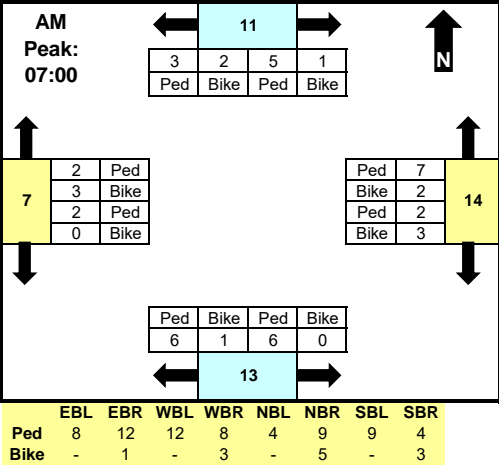 AM
Peak:
07:00
11
3 2 5 1
Ped Bike Ped Bike
N
7
2 Ped
3 Bike
2 Ped
0 Bike
Ped 7
Bike 2
Ped 2
Bike 3
14
Ped Bike Ped Bike
6 1 6 0
13
EBL EBR WBL WBR NBL NBR SBL SBR
Ped 8 12 12 8 4 9 9 4
Bike - 1 - 3 - 5 - 3